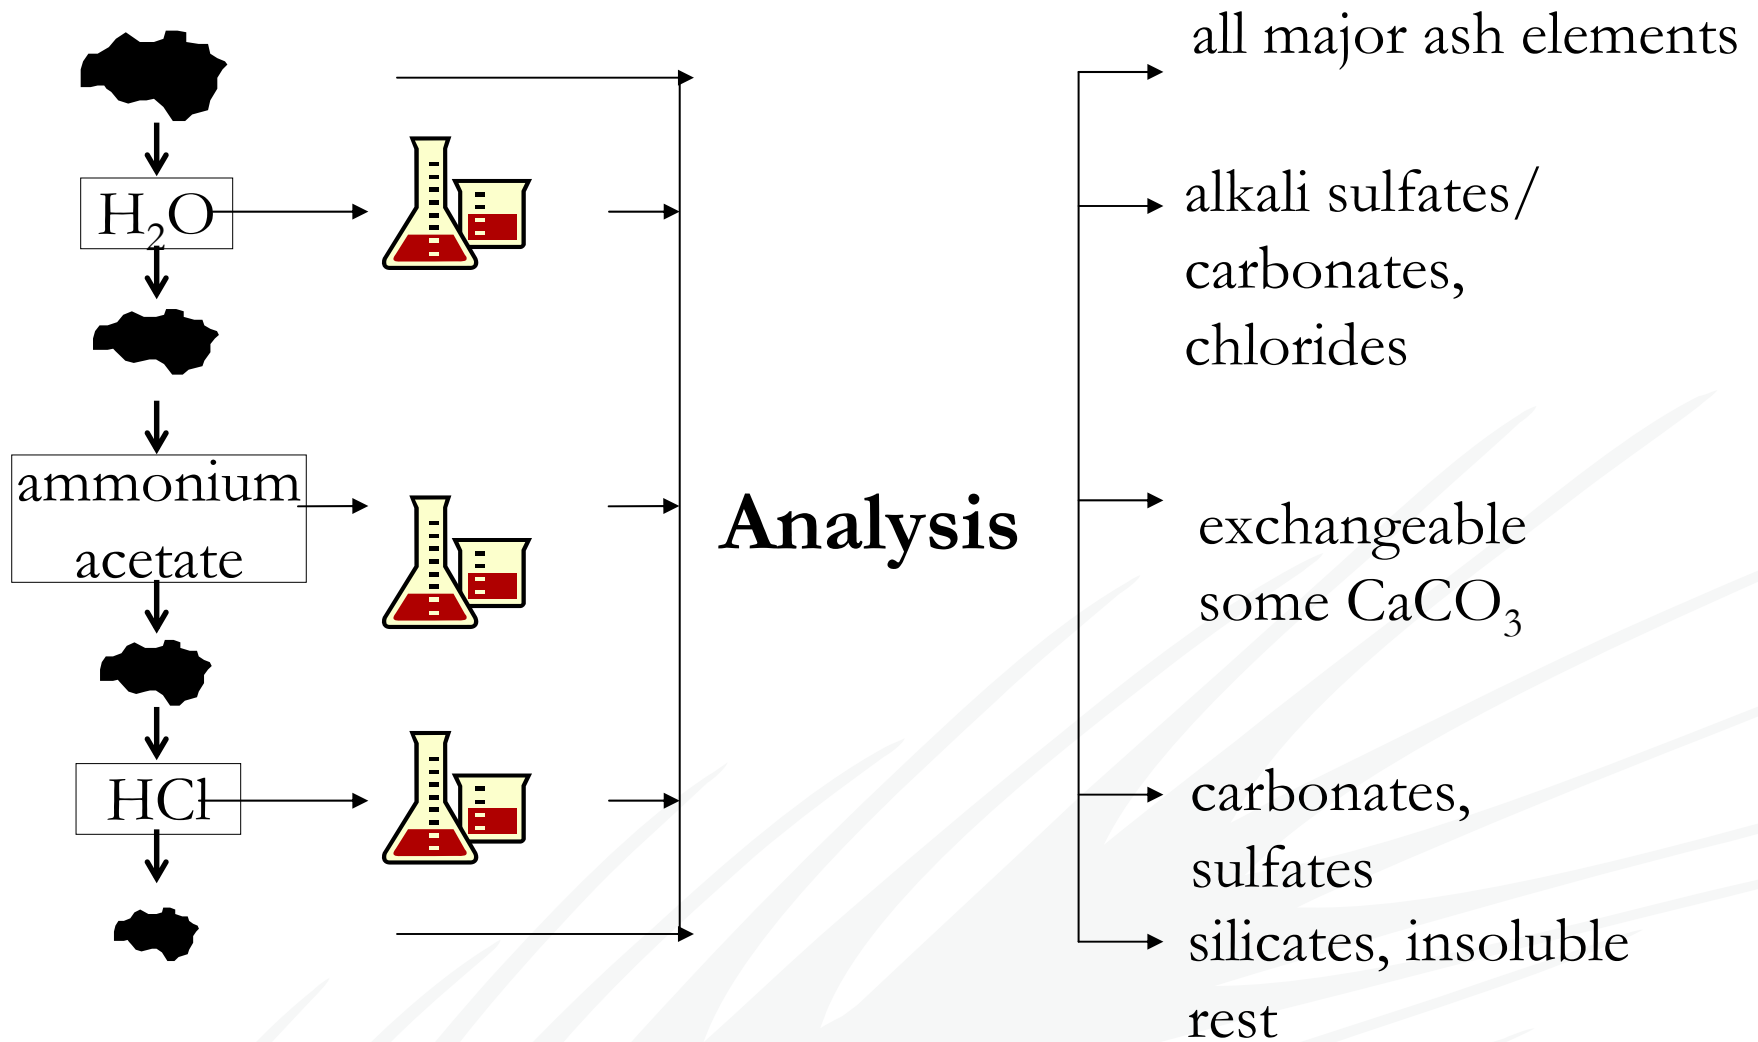 H₂O
ammonium
acetate
HCl
Analysis
all major ash elements
alkali sulfates/
carbonates,
chlorides
exchangeable
some CaCO₃
carbonates,
sulfates
silicates, insoluble
rest